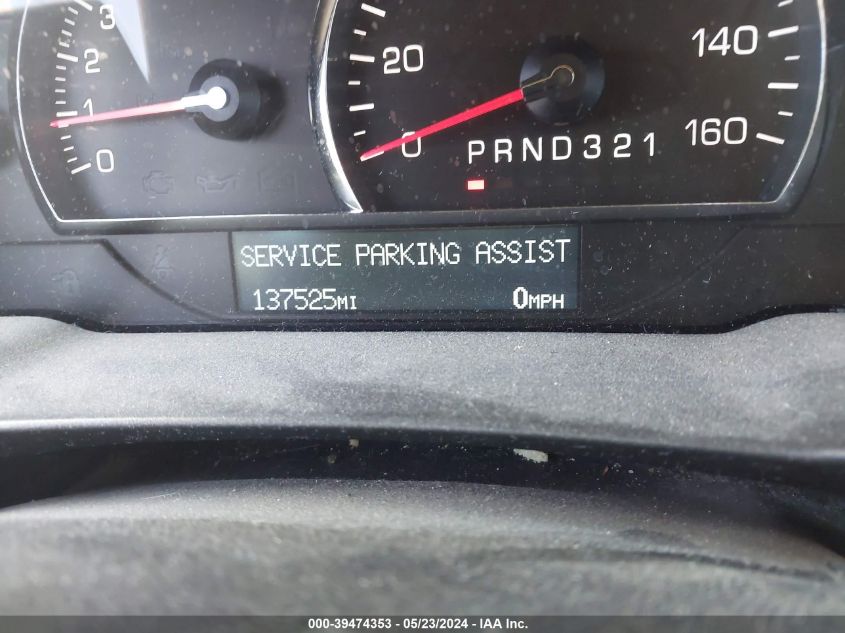 3
2
1
0
20
0
140
160
PRND321
SERVICE PARKING ASSIST
137525MI 0MPH
000-39474353 - 05/23/2024 - IAA Inc.